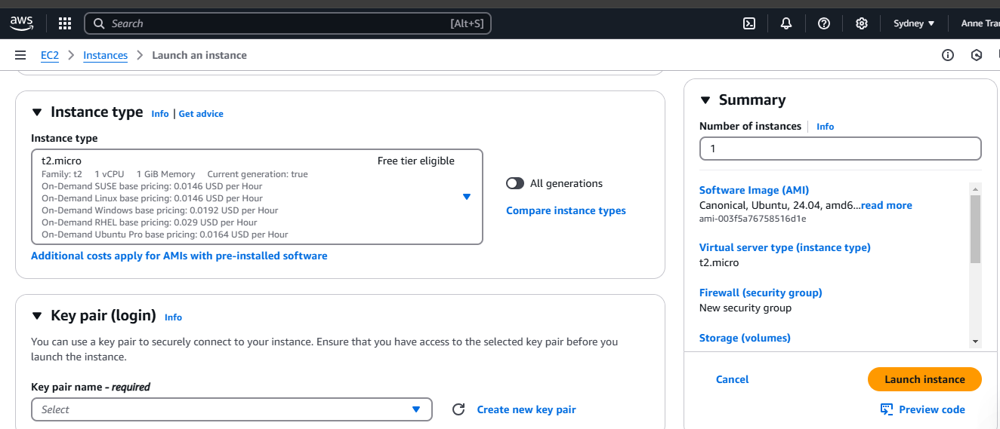 aws
Search [Alt+S]
Sydney
Anne
EC2 Instances Launch an instance
Instance type Info | Get advice
Instance type
t2.micro Free tier eligible
Family: t2 1 vCPU 1 GiB Memory Current generation: true
On-Demand SUSE base pricing: 0.0146 USD per Hour
On-Demand Linux base pricing: 0.0146 USD per Hour
On-Demand Windows base pricing: 0.0192 USD per Hour
On-Demand RHEL base pricing: 0.029 USD per Hour
On-Demand Ubuntu Pro base pricing: 0.0164 USD per Hour
All generations
Compare instance types
Additional costs apply for AMIs with pre-installed software
Key pair (login) Info
You can use a key pair to securely connect to your instance. Ensure that you have access to the selected key pair before you
launch the instance.
Key pair name - required
Select
Create new key pair
Summary
Number of instances Info
1
Software Image (AMI)
Canonical, Ubuntu, 24.04, amd6...read more
ami-003f5a76758516d1e
Virtual server type (instance type)
t2.micro
Firewall (security group)
New security group
Storage (volumes)
Cancel
Launch instance
Preview code